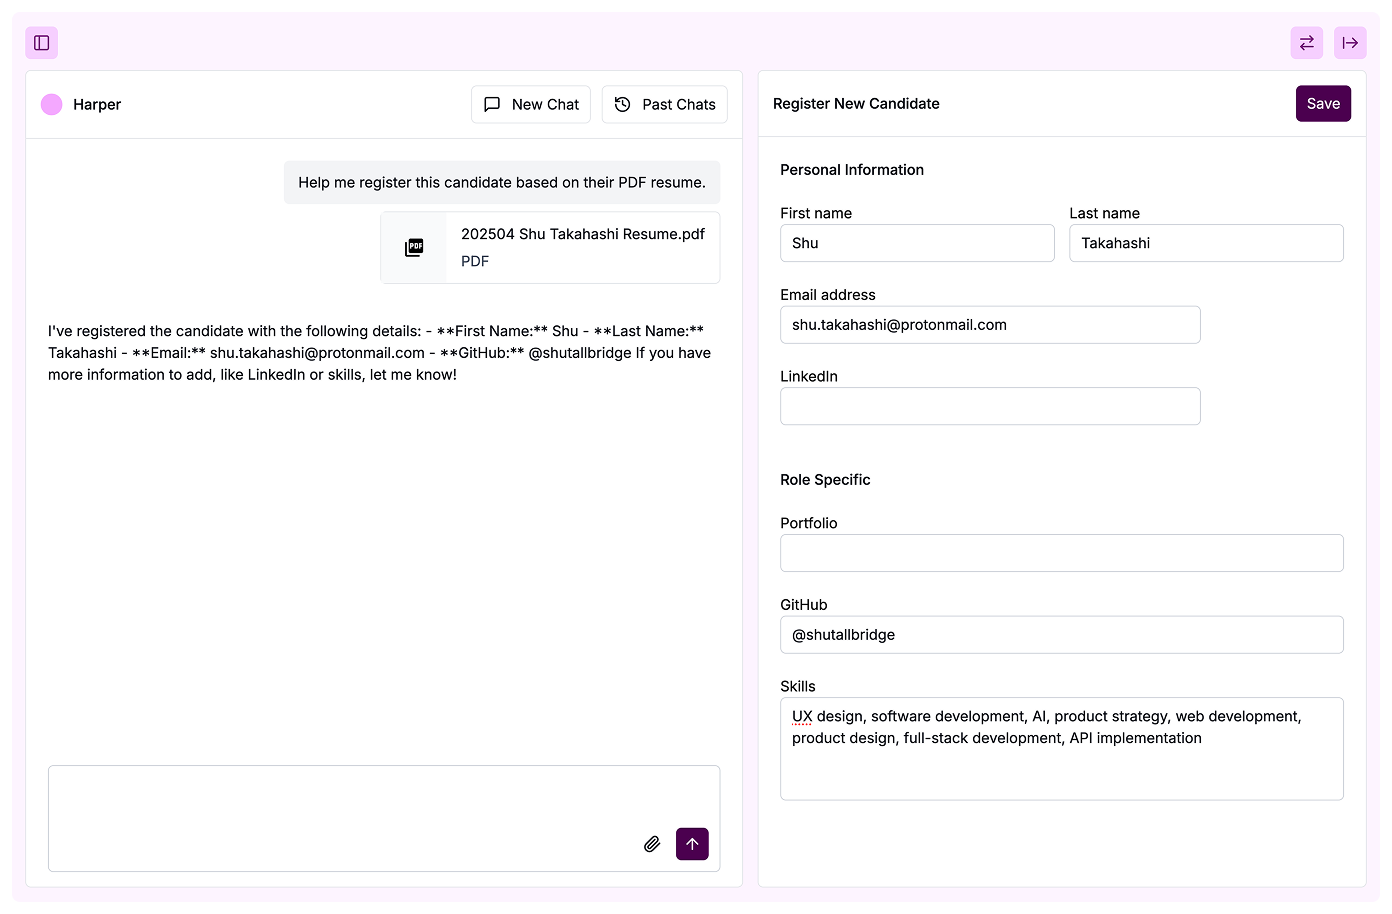 Harper
New Chat
Past Chats
Help me register this candidate based on their PDF resume.
PDF
202504 Shu Takahashi Resume.pdf
PDF
I've registered the candidate with the following details: - **First Name:** Shu - **Last Name:**
Takahashi - **Email:** shu.takahashi@protonmail.com - **GitHub:** @shutallbridge If you have
more information to add, like LinkedIn or skills, let me know!
Register New Candidate
Save
Personal Information
First name
Last name
Shu
Takahashi
Email address
shu.takahashi@protonmail.com
LinkedIn
Role Specific
Portfolio
GitHub
@shutallbridge
Skills
UX design, software development, AI, product strategy, web development,
product design, full-stack development, API implementation